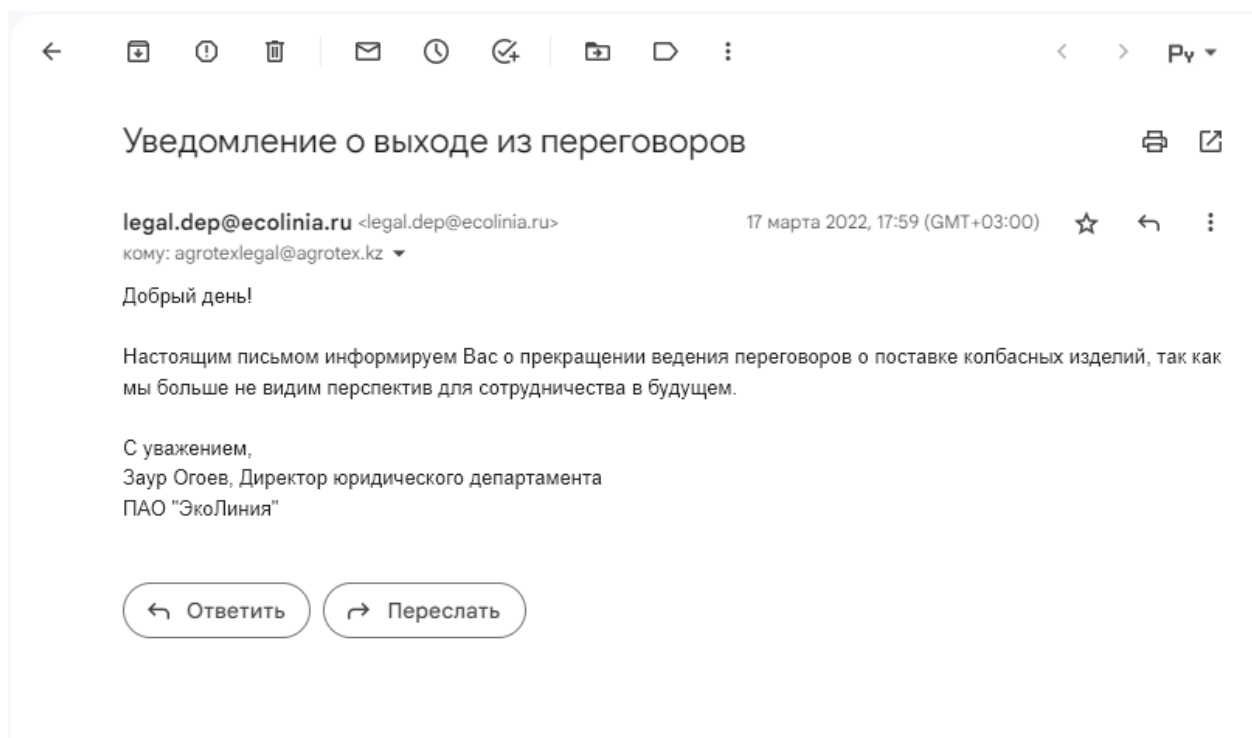 Ру
Уведомление о выходе из переговоров
legal.dep@ecolinia.ru <legal.dep@ecolinia.ru> 17 марта 2022, 17:59 (GMT+03:00)
кому: agrotexlegal@agrotex.kz
Добрый день!
Настоящим письмом информируем Вас о прекращении ведения переговоров о поставке колбасных изделий, так как
мы больше не видим перспектив для сотрудничества в будущем.
С уважением,
Заур Огоев, Директор юридического департамента
ПАО "ЭкоЛиния"
Ответить Переслать